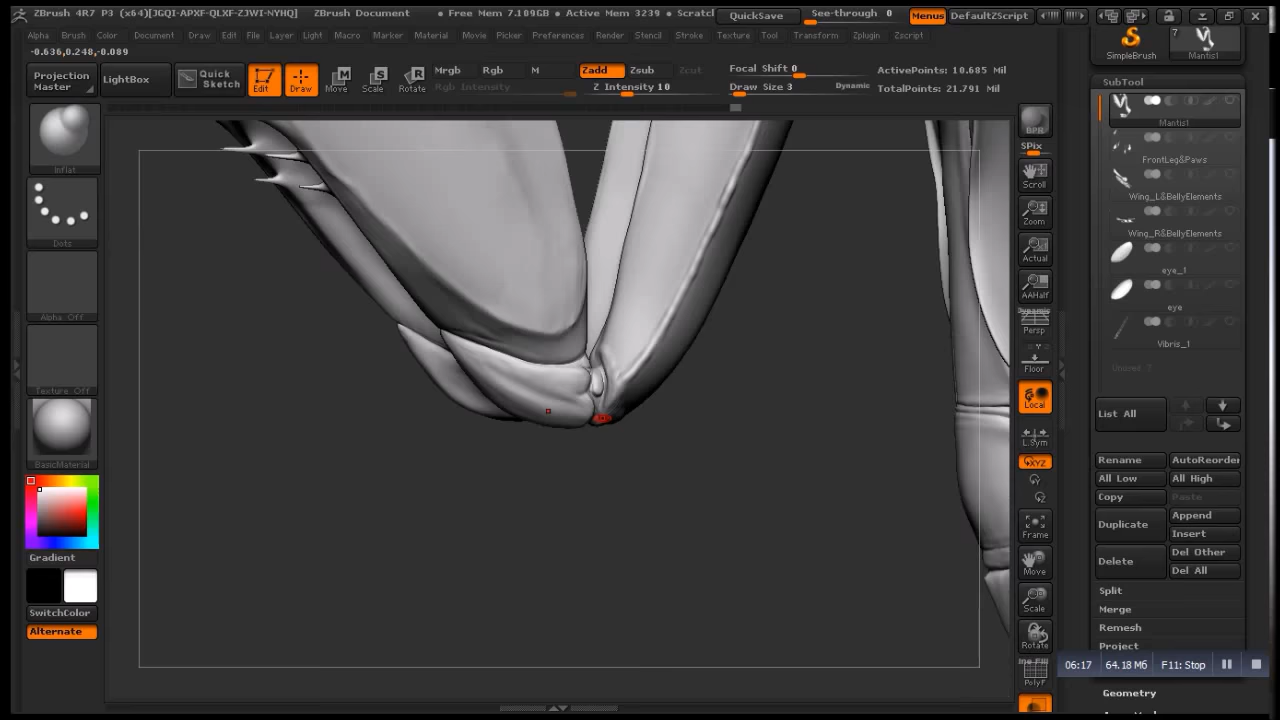 ZBrush 4R7 P3 (x64)[JGQI-APXF-QLXF-ZJWI-NYHQ] ZBrush Document • Free Mem 7.109GB • Active Mem 3239 • Scratch QuickSave See-through 0 Menus DefaultZScript
Alpha Brush Color Document Draw Edit File Layer Light Macro Marker Material Movie Picker Preferences Render Stencil Stroke Texture Tool Transform Zplugin Zscript
-0.636,0.248,-0.089
SimpleBrush 7 Mantis1
Projection Master LightBox Quick Sketch Edit Draw Move Scale Rotate
Mrgb Rgb M Zadd Zsub Zcut Focal Shift 0 ActivePoints: 10.685 Mil
Rgb Intensity Z Intensity 10 Draw Size 3 Dynamic TotalPoints: 21.791 Mil
Inflat
Dots
Alpha Off
Texture Off
BasicMaterial
Gradient
SwitchColor
Alternate
BPR
SPix
Scroll
Zoom
Actual
AAHalf
Dynamic
Persp
Floor
Local
L.Sym
XYZ
Frame
Move
Scale
Rotate
PolyF
SubTool
Mantis1
FrontLeg&Paws
Wing_L&BellyElements
Wing_R&BellyElements
eye_1
eye
Vibris_1
List All
Rename AutoReorder
All Low All High
Copy Paste
Duplicate Append
Insert
Delete Del Other
Del All
Split
Merge
Remesh
Project
06:17 64.18 Мб F11: Stop
Geometry